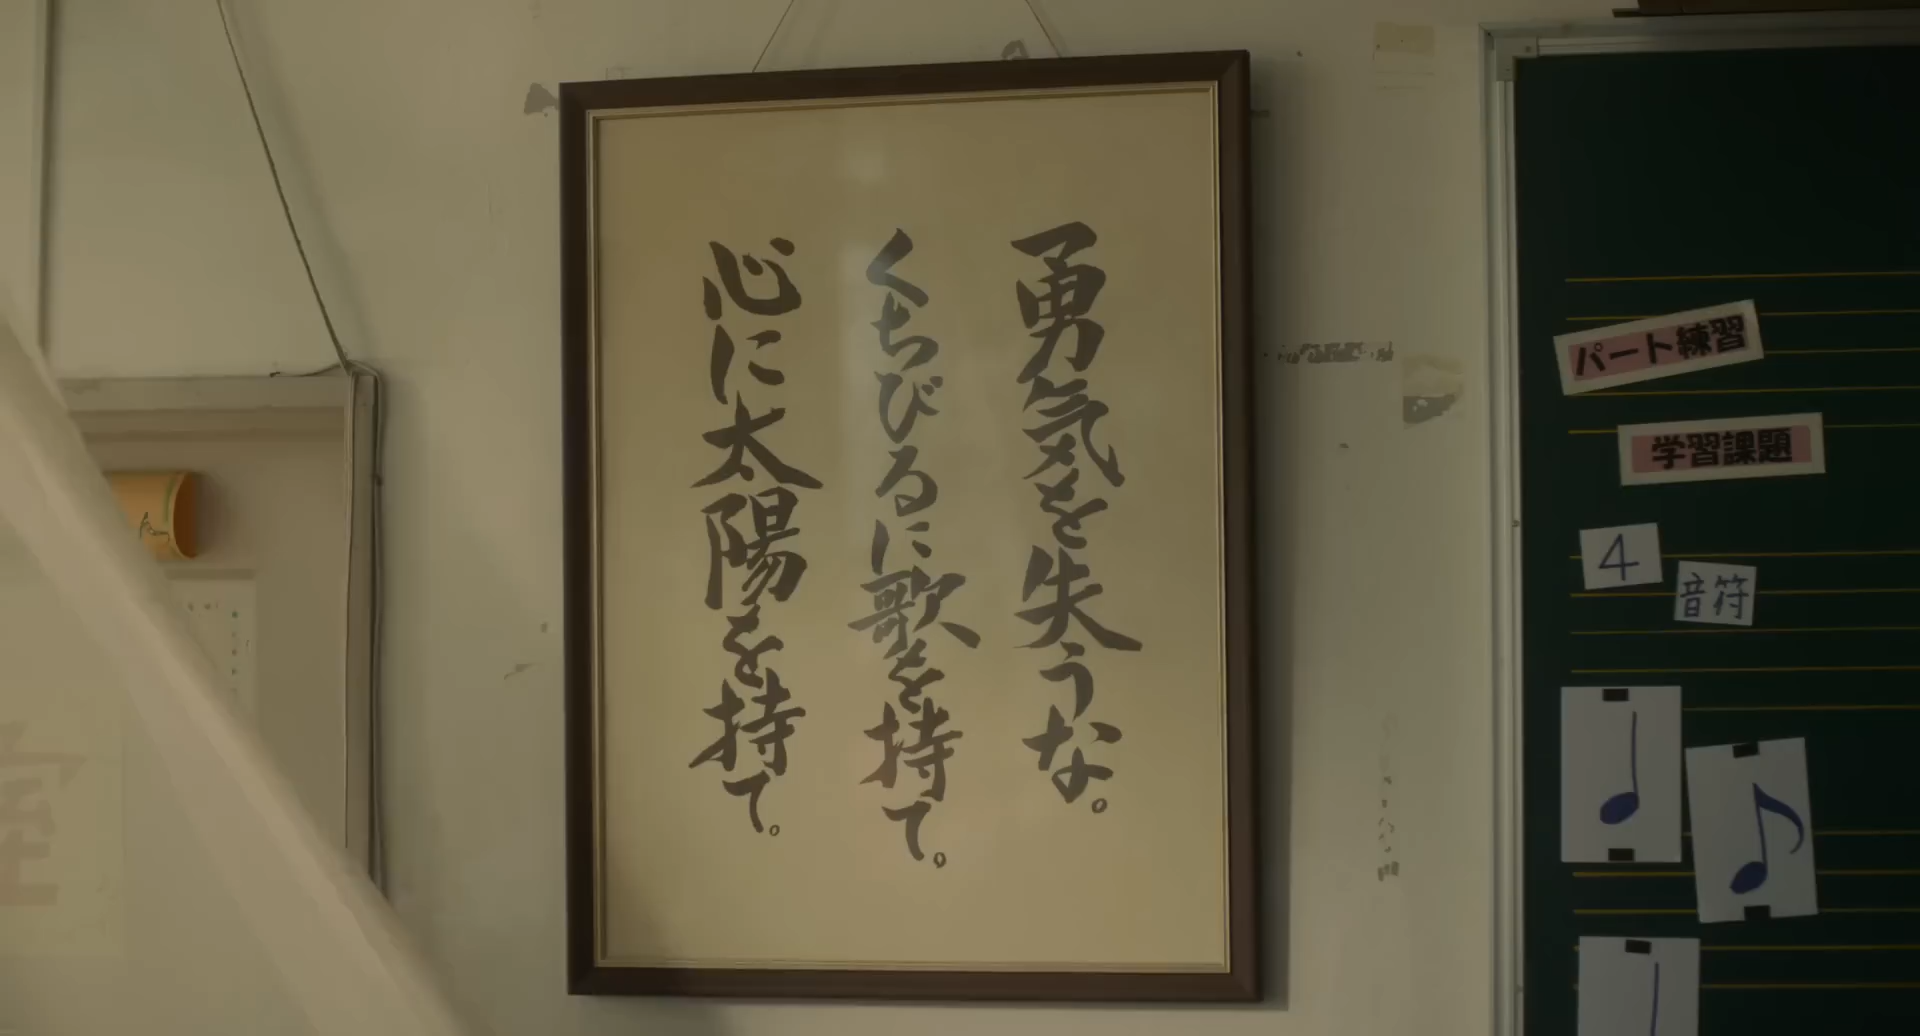 勇気を失うな。
くちびるに歌を持て。
心に太陽を持て。
パート練習
学習課題
4
音符